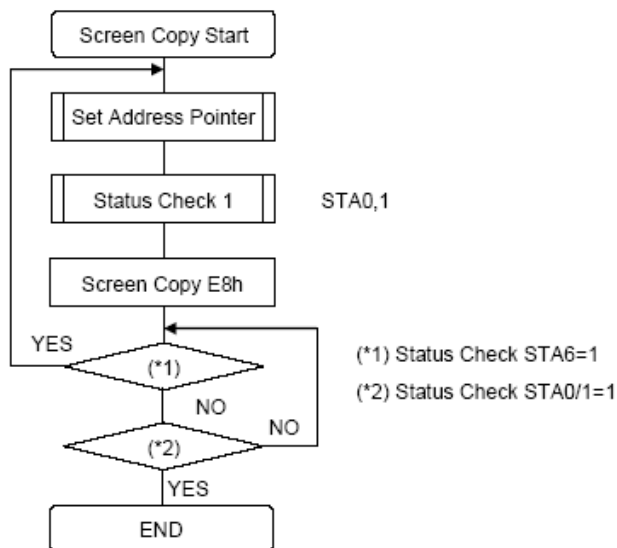 Screen Copy Start
Set Address Pointer
Status Check 1
STA0,1
Screen Copy E8h
YES
(*1)
NO
(*2)
NO
YES
END
(*1) Status Check STA6=1
(*2) Status Check STA0/1=1